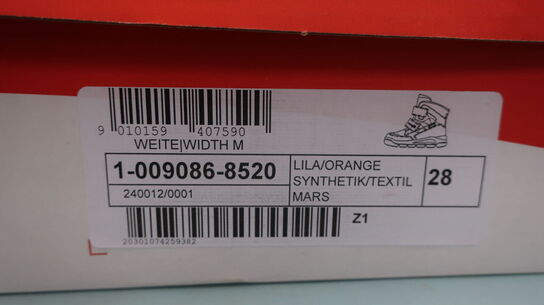 9 010159 407590
WEITE|WIDTH M
1-009086-8520
240012/0001
LILA/ORANGE
SYNTHETIK/TEXTIL
MARS
28
Z1
20301074259382